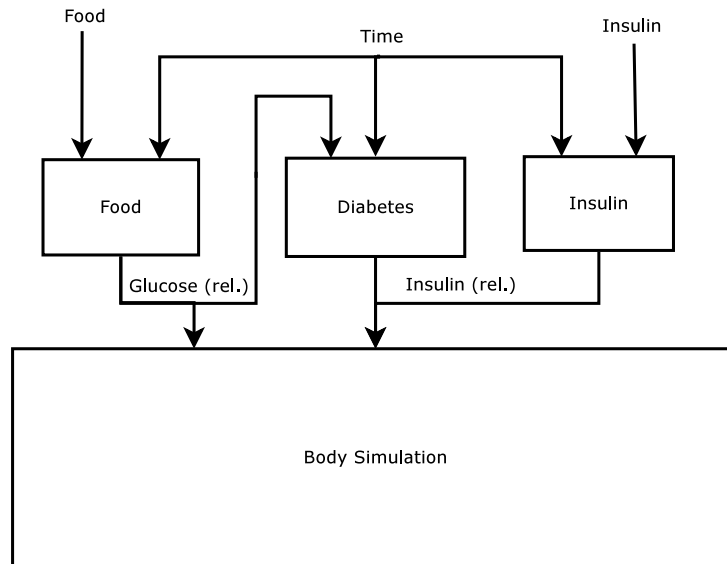 Food
Time
Insulin
Food
Diabetes
Insulin
Glucose (rel.)
Insulin (rel.)
Body Simulation